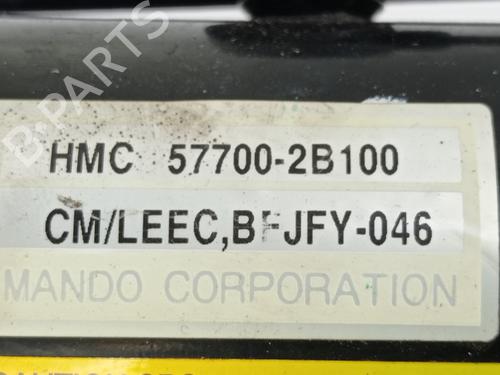 B-PARTS
HMC 57700-2B100
CM/LEEC,BFJFY-046
MANDO CORPORATION